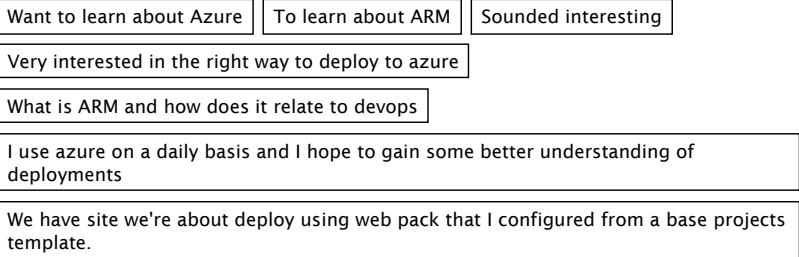 Want to learn about Azure To learn about ARM Sounded interesting
Very interested in the right way to deploy to azure
What is ARM and how does it relate to devops
I use azure on a daily basis and I hope to gain some better understanding of
deployments
We have site we're about deploy using web pack that I configured from a base projects
template.